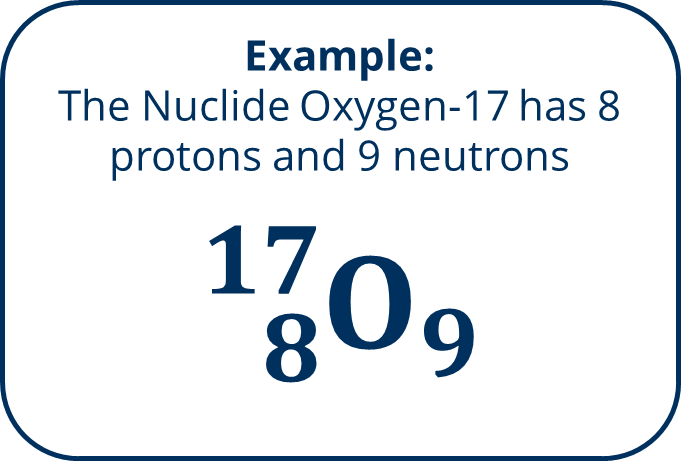 Example:
The Nuclide Oxygen-17 has 8
protons and 9 neutrons
17
8O9